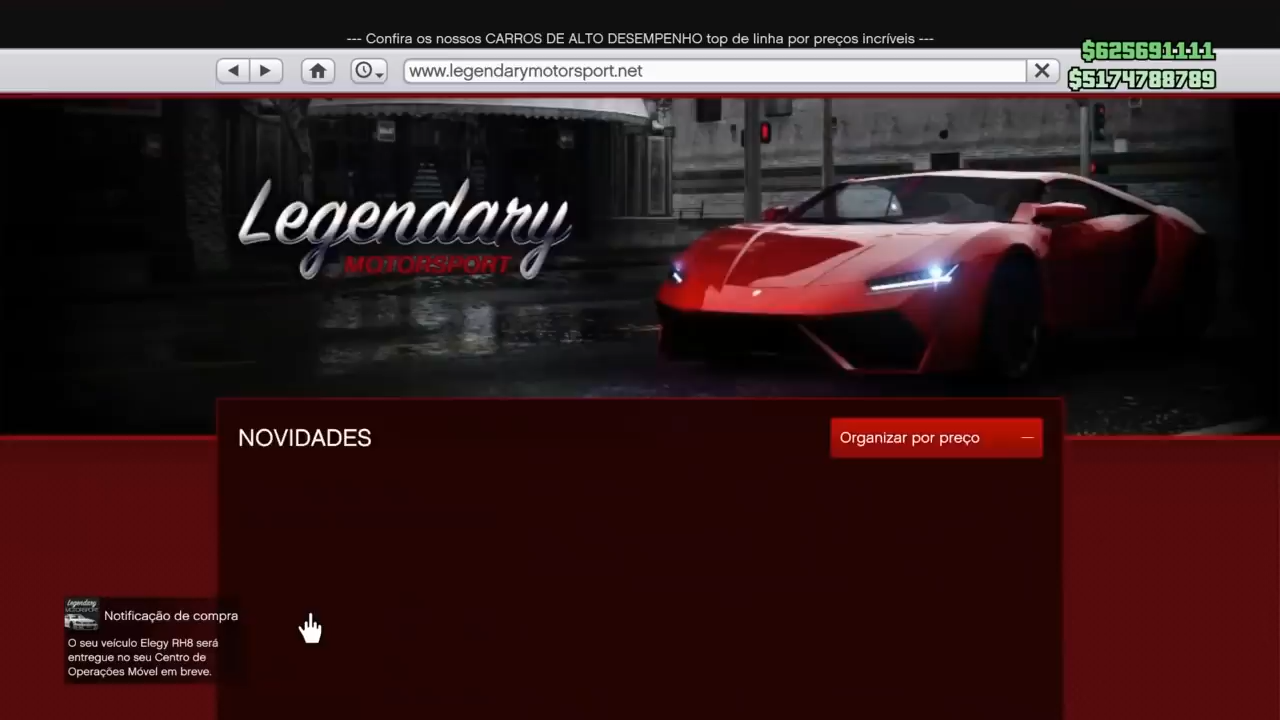 --- Confira os nossos CARROS DE ALTO DESEMPENHO top de linha por preços incríveis ---
$625691111
www.legendarymotorsport.net
$5174788789
Legendary
MOTORSPORT
NOVIDADES
Organizar por preço
Legendary
MOTORSPORT
Notificação de compra
O seu veículo Elegy RH8 será
entregue no seu Centro de
Operações Móvel em breve.